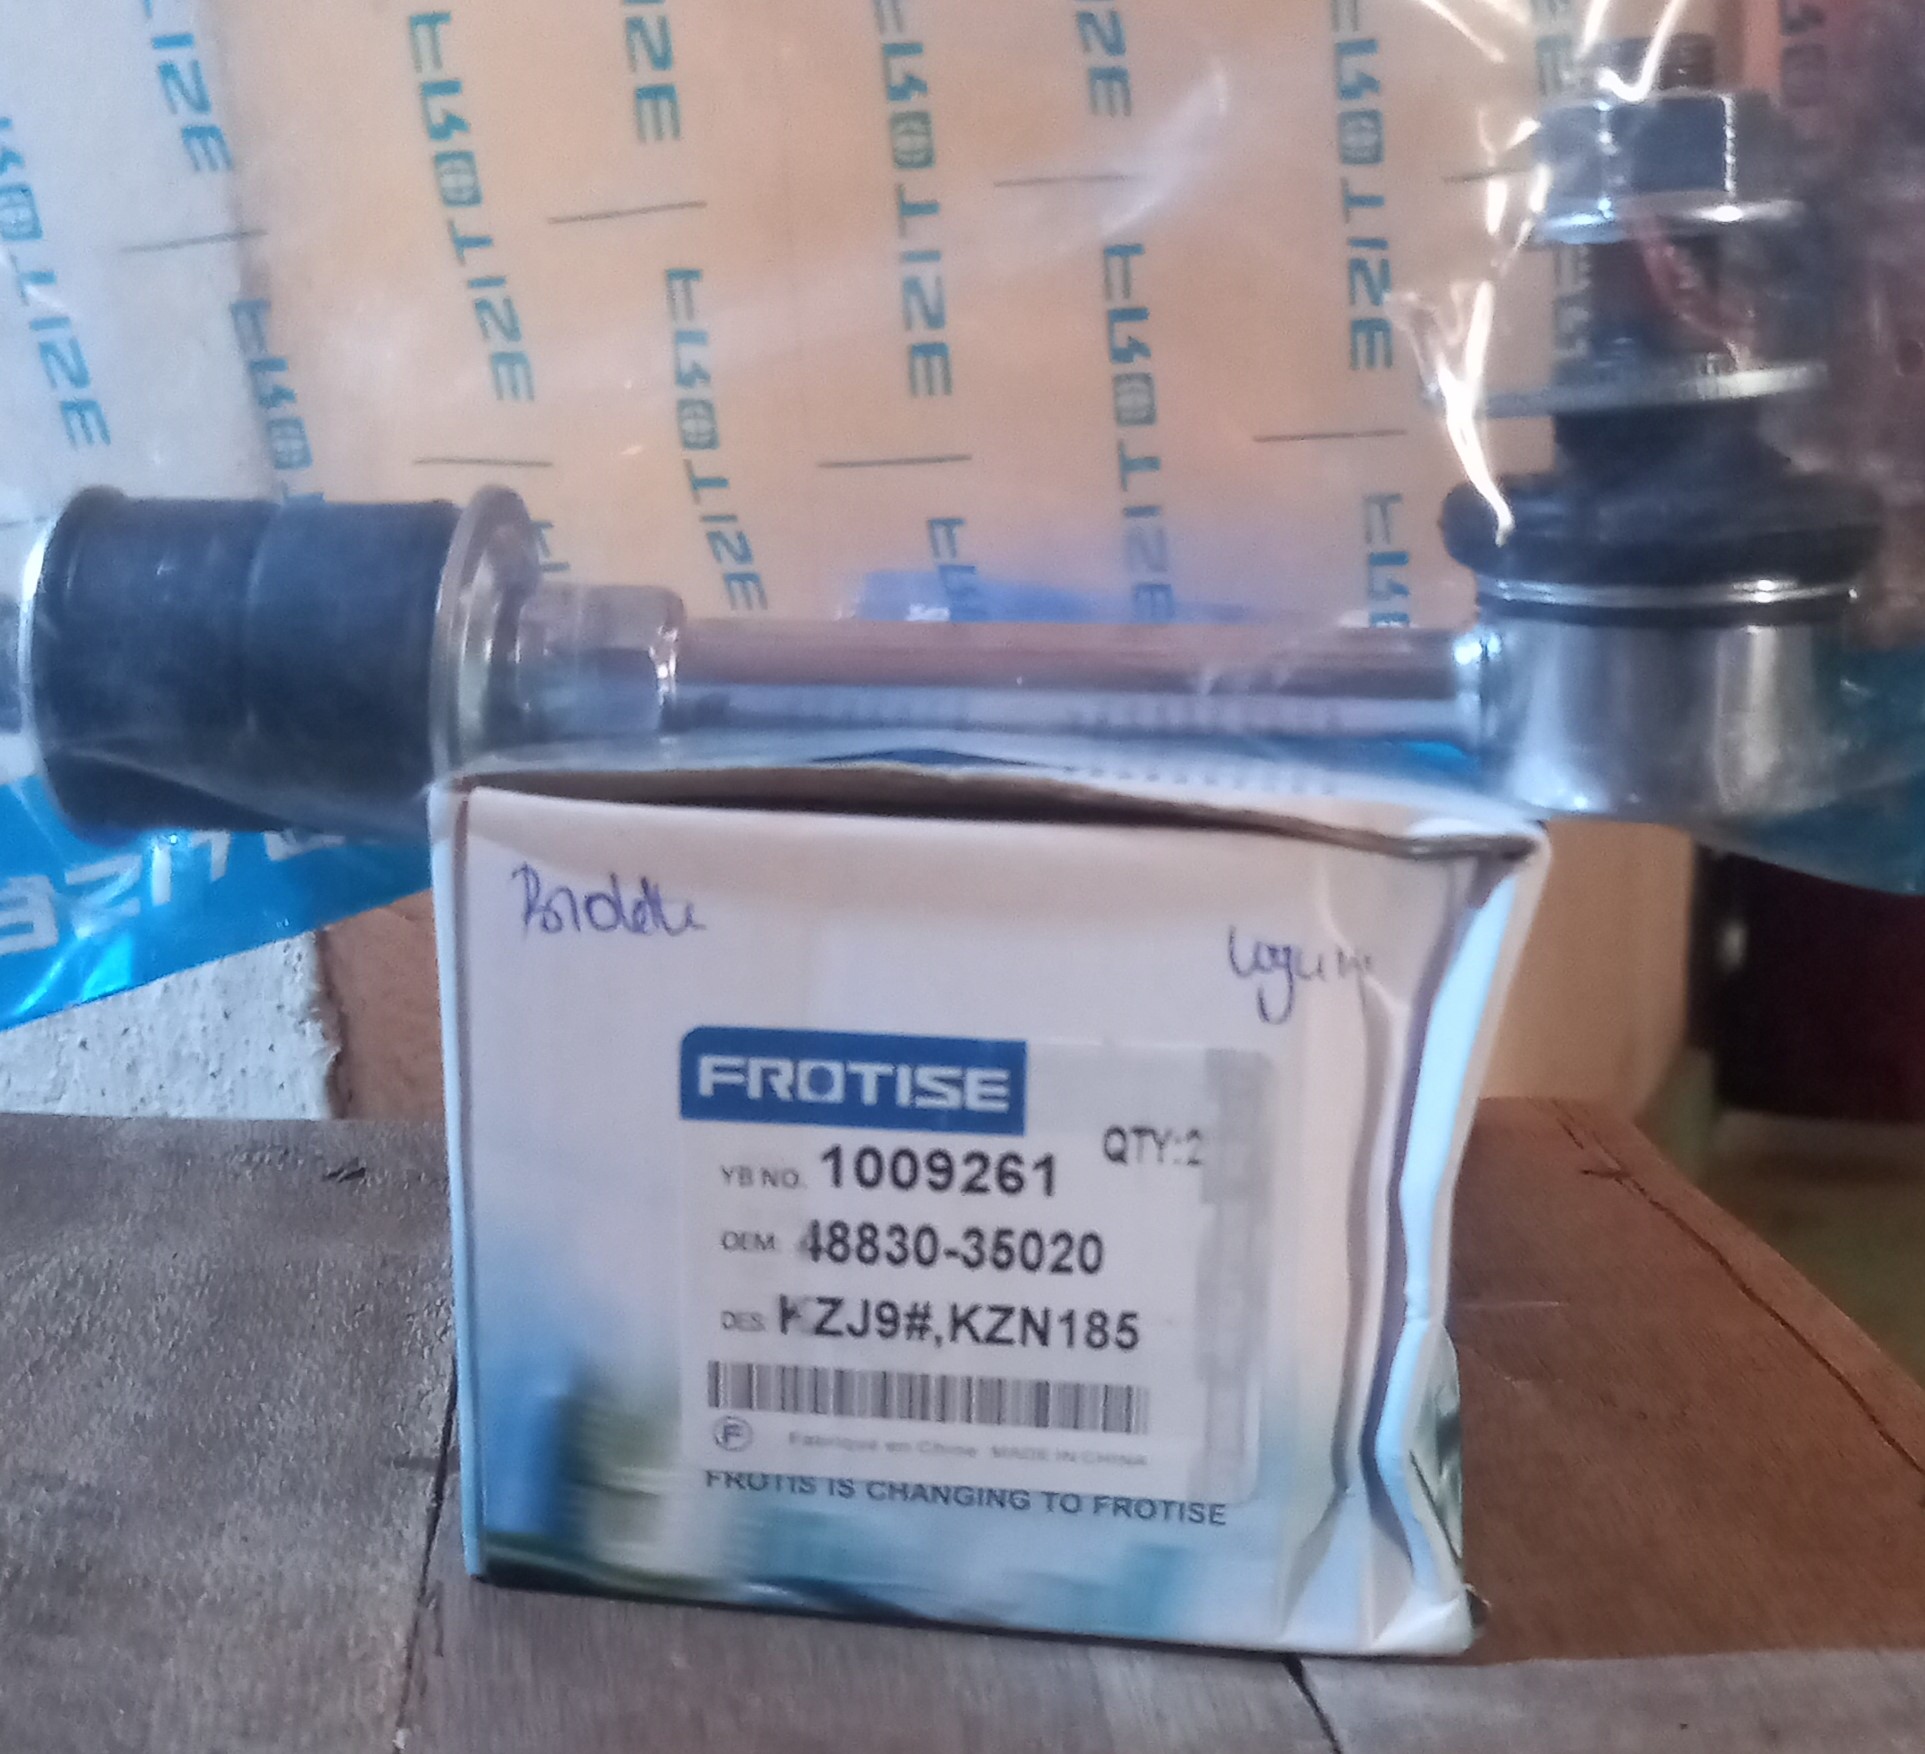 FROTISE
QTY:2
YB NO. 1009261
OEM: 48830-35020
DES: KZJ9#,KZN185
F
Fabriqué en Chine MADE IN CHINA
FROTIS IS CHANGING TO FROTISE